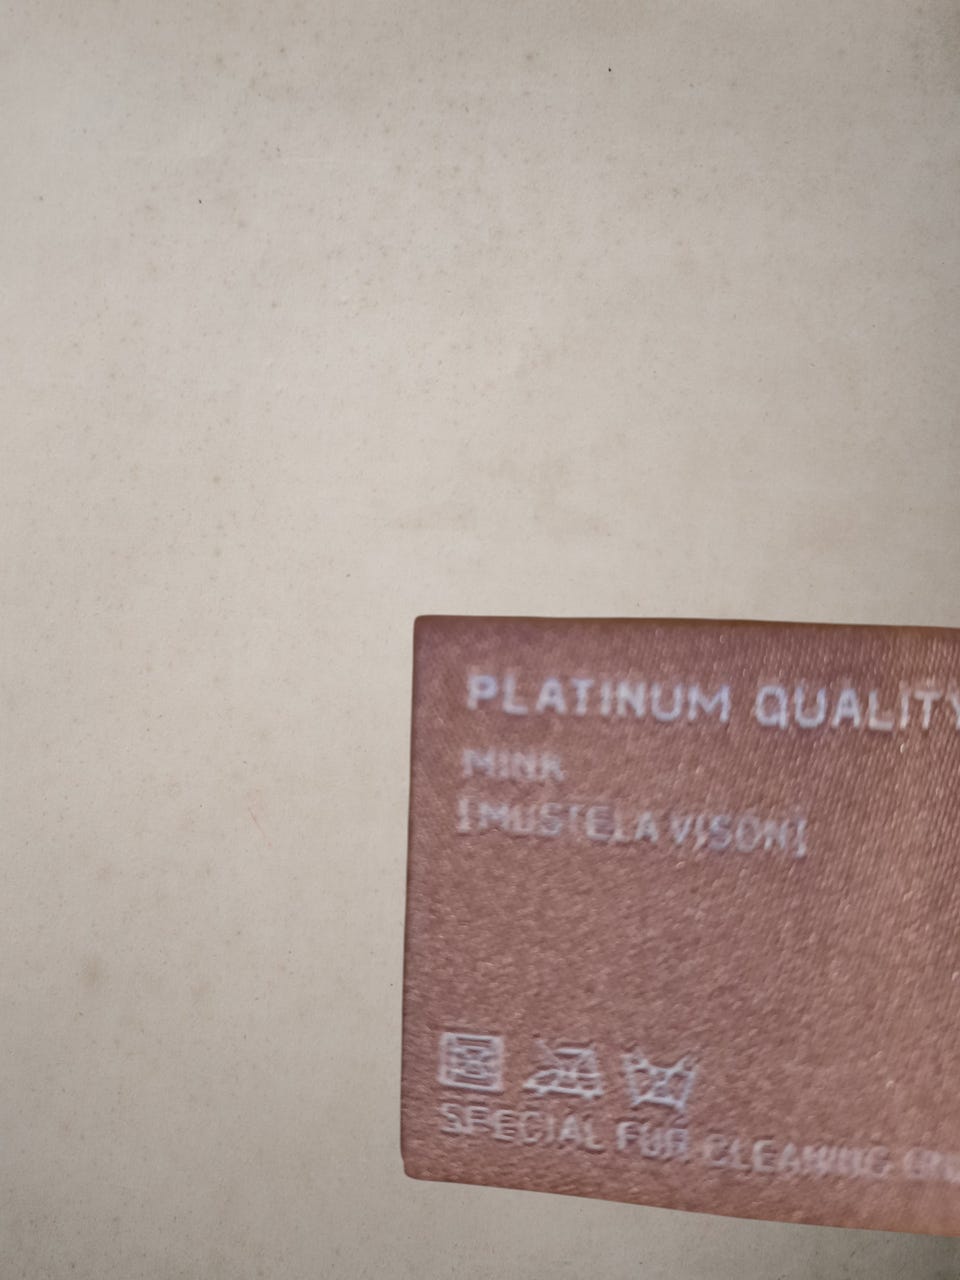 PLATINUM QUALITY
MINK
[MUSTELA VISON]
SPECIAL FUR CLEANING